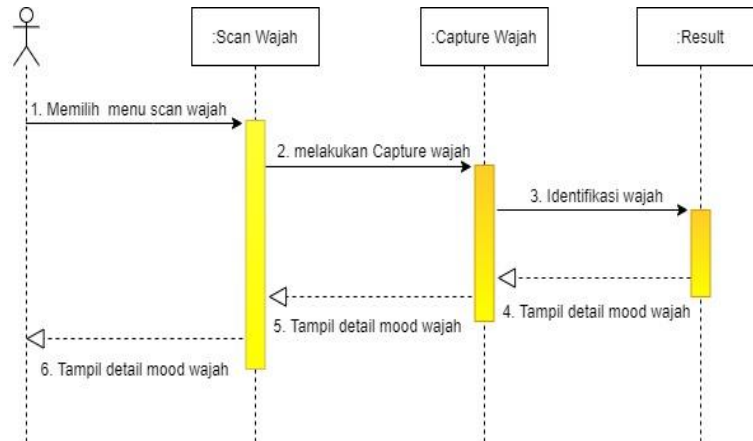 :Scan Wajah
:Capture Wajah
:Result
1. Memilih menu scan wajah
2. melakukan Capture wajah
3. Identifikasi wajah
4. Tampil detail mood wajah
5. Tampil detail mood wajah
6. Tampil detail mood wajah